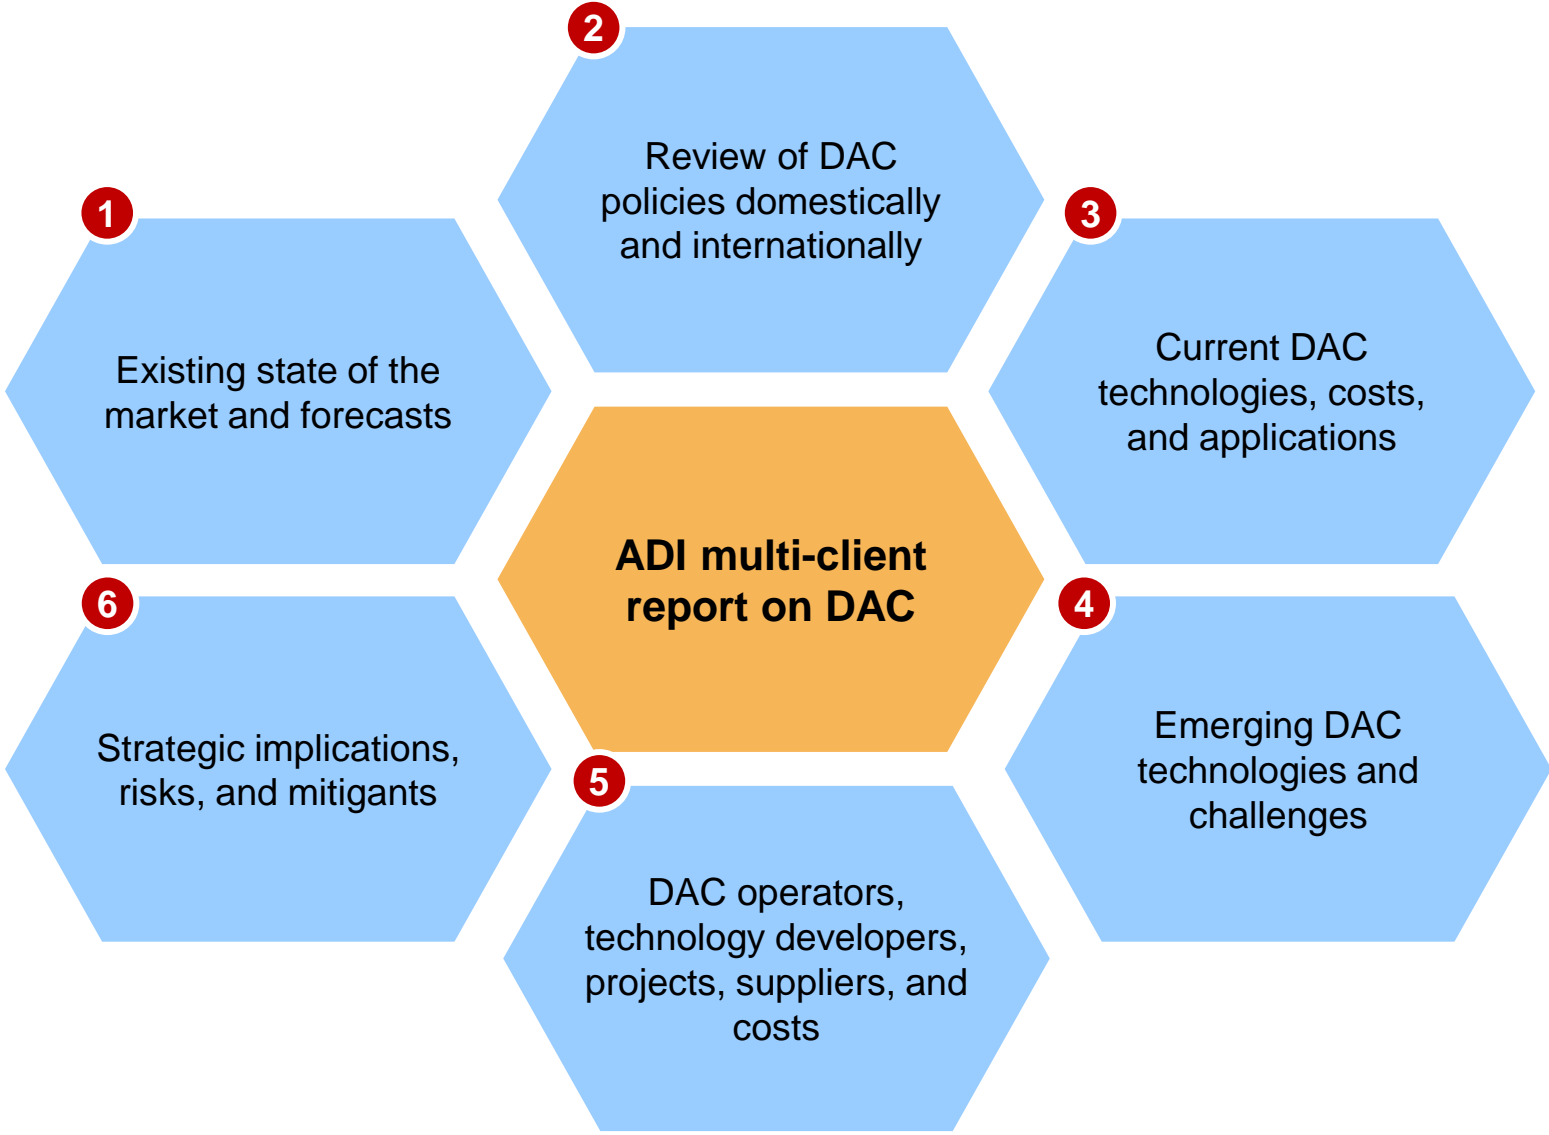 1
Existing state of the
market and forecasts
2
Review of DAC
policies domestically
and internationally
3
Current DAC
technologies, costs,
and applications
ADI multi-client
report on DAC
4
Emerging DAC
technologies and
challenges
5
DAC operators,
technology developers,
projects, suppliers, and
costs
6
Strategic implications,
risks, and mitigants